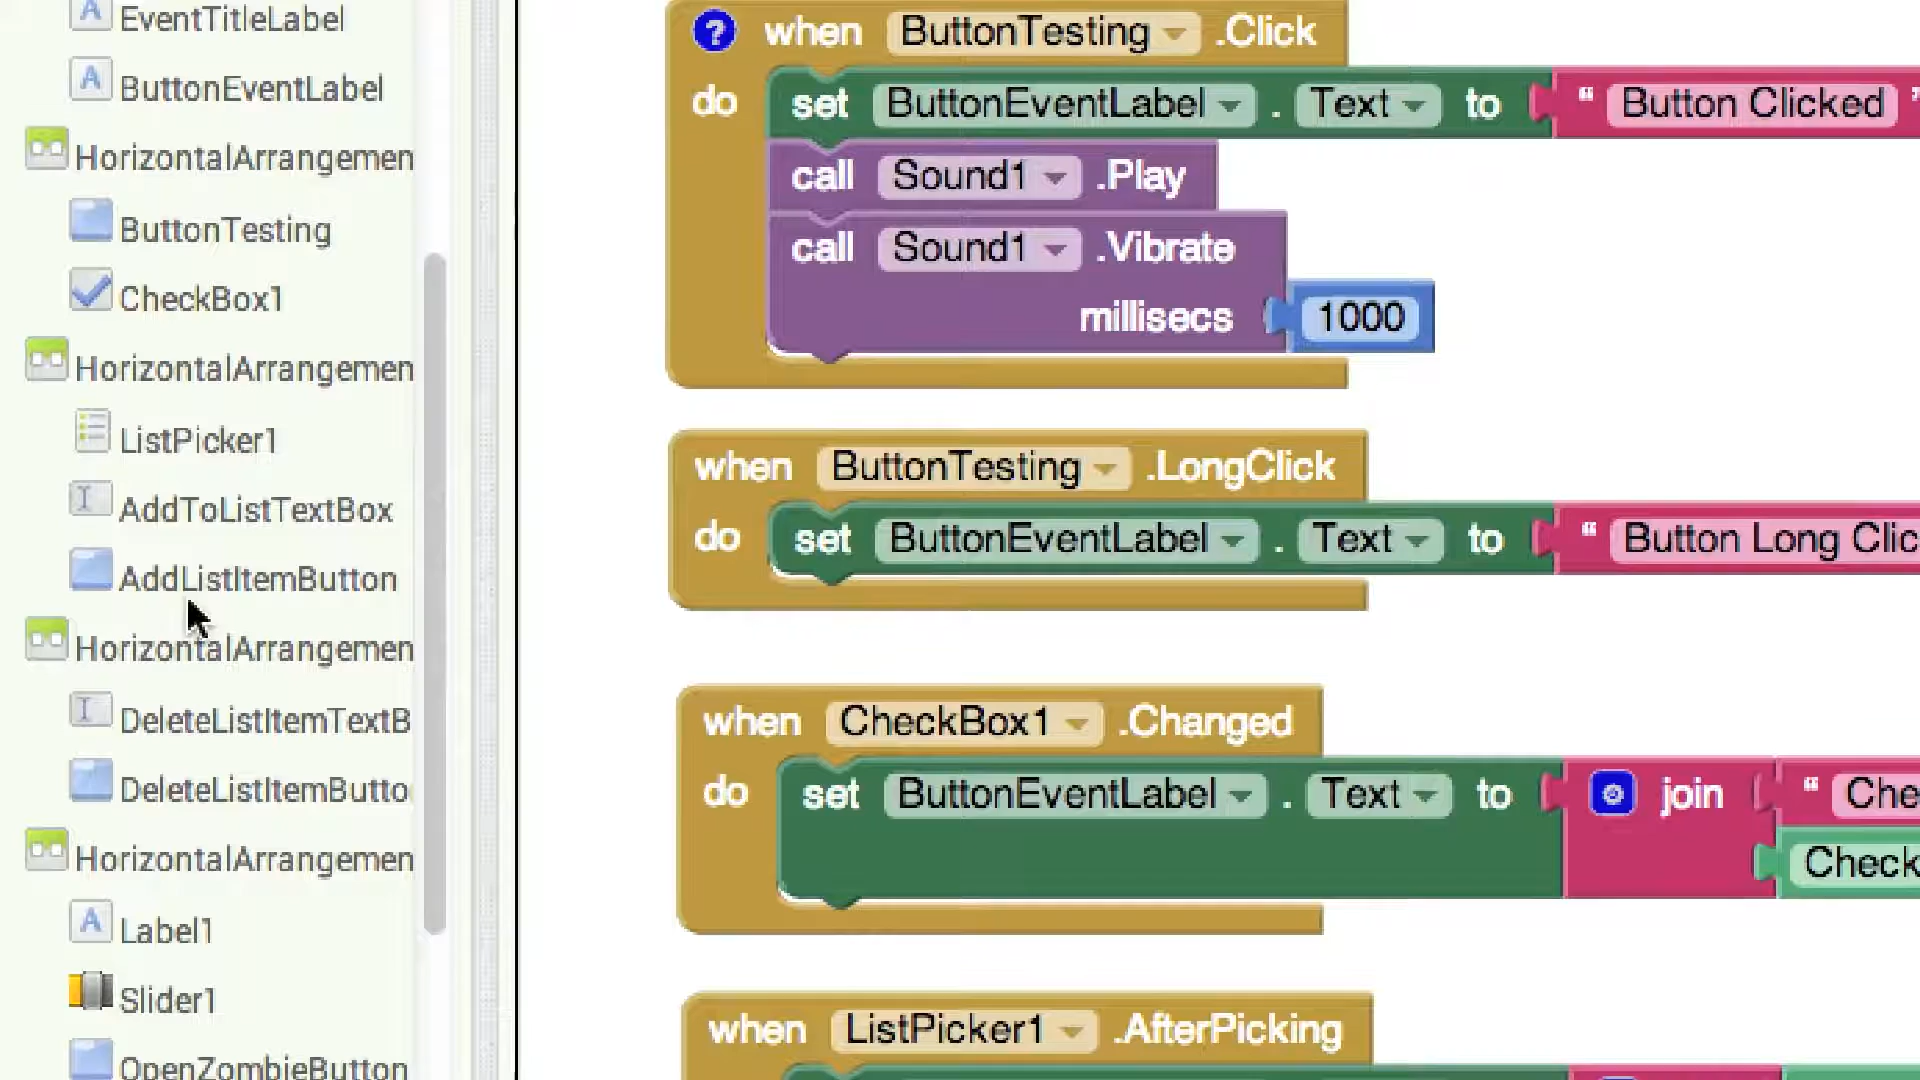 EventTitleLabel
ButtonEventLabel
HorizontalArrangemen
ButtonTesting
CheckBox1
HorizontalArrangemen
ListPicker1
AddToListTextBox
AddListItemButton
HorizontalArrangemen
DeleteListItemTextB
DeleteListItemButto
HorizontalArrangemen
Label1
Slider1
OpenZombieButton
? when ButtonTesting .Click
do set ButtonEventLabel . Text to “ Button Clicked ”
call Sound1 .Play
call Sound1 .Vibrate
millisecs 1000
when ButtonTesting .LongClick
do set ButtonEventLabel . Text to “ Button Long Clic
when CheckBox1 .Changed
do set ButtonEventLabel . Text to join “ Che
Check
when ListPicker1 .AfterPicking